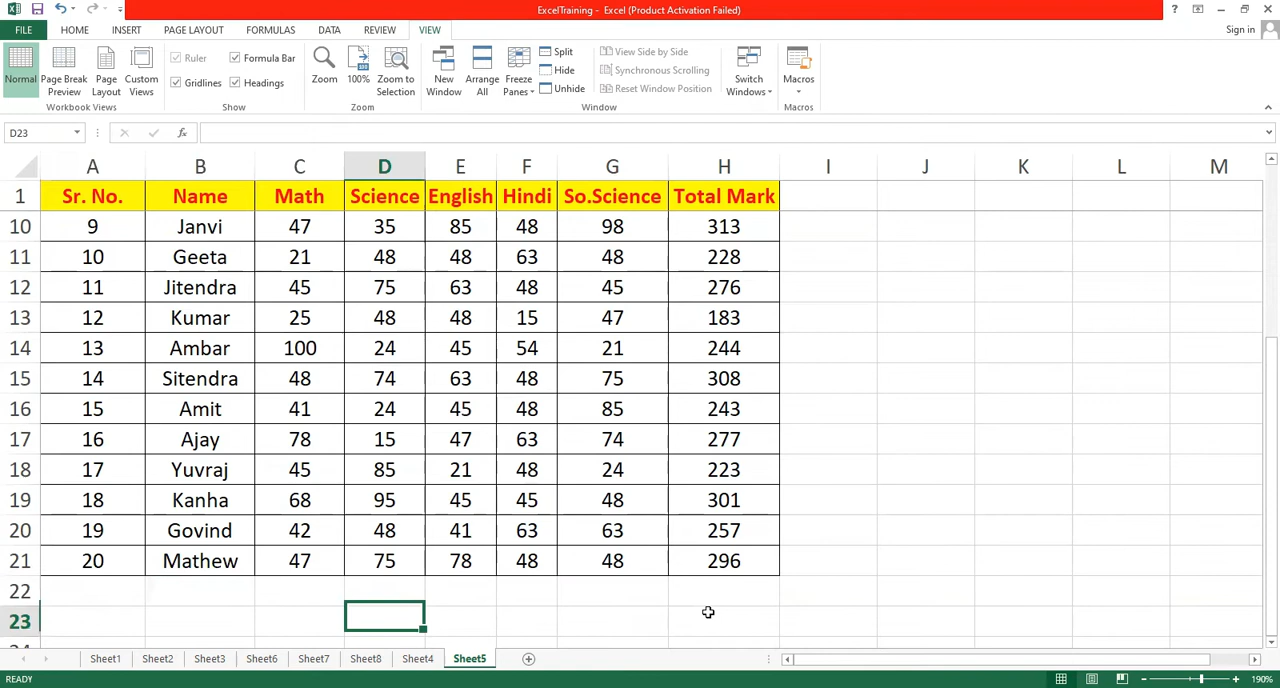 ExcelTraining - Excel (Product Activation Failed)
?
Sign in
FILE HOME INSERT PAGE LAYOUT FORMULAS DATA REVIEW VIEW
Normal
Page Break Preview
Page Layout
Custom Views
Workbook Views
Ruler
Formula Bar
Gridlines
Headings
Show
Zoom
100%
Zoom to Selection
Zoom
New Window
Arrange All
Freeze Panes
Split
Hide
Unhide
View Side by Side
Synchronous Scrolling
Reset Window Position
Window
Switch Windows
Macros
Macros
D23
fx
A B C D E F G H I J K L M
1 Sr. No. Name Math Science English Hindi So.Science Total Mark
10 9 Janvi 47 35 85 48 98 313
11 10 Geeta 21 48 48 63 48 228
12 11 Jitendra 45 75 63 48 45 276
13 12 Kumar 25 48 48 15 47 183
14 13 Ambar 100 24 45 54 21 244
15 14 Sitendra 48 74 63 48 75 308
16 15 Amit 41 24 45 48 85 243
17 16 Ajay 78 15 47 63 74 277
18 17 Yuvraj 45 85 21 48 24 223
19 18 Kanha 68 95 45 45 48 301
20 19 Govind 42 48 41 63 63 257
21 20 Mathew 47 75 78 48 48 296
22
23
24
Sheet1 Sheet2 Sheet3 Sheet6 Sheet7 Sheet8 Sheet4 Sheet5
READY
190%